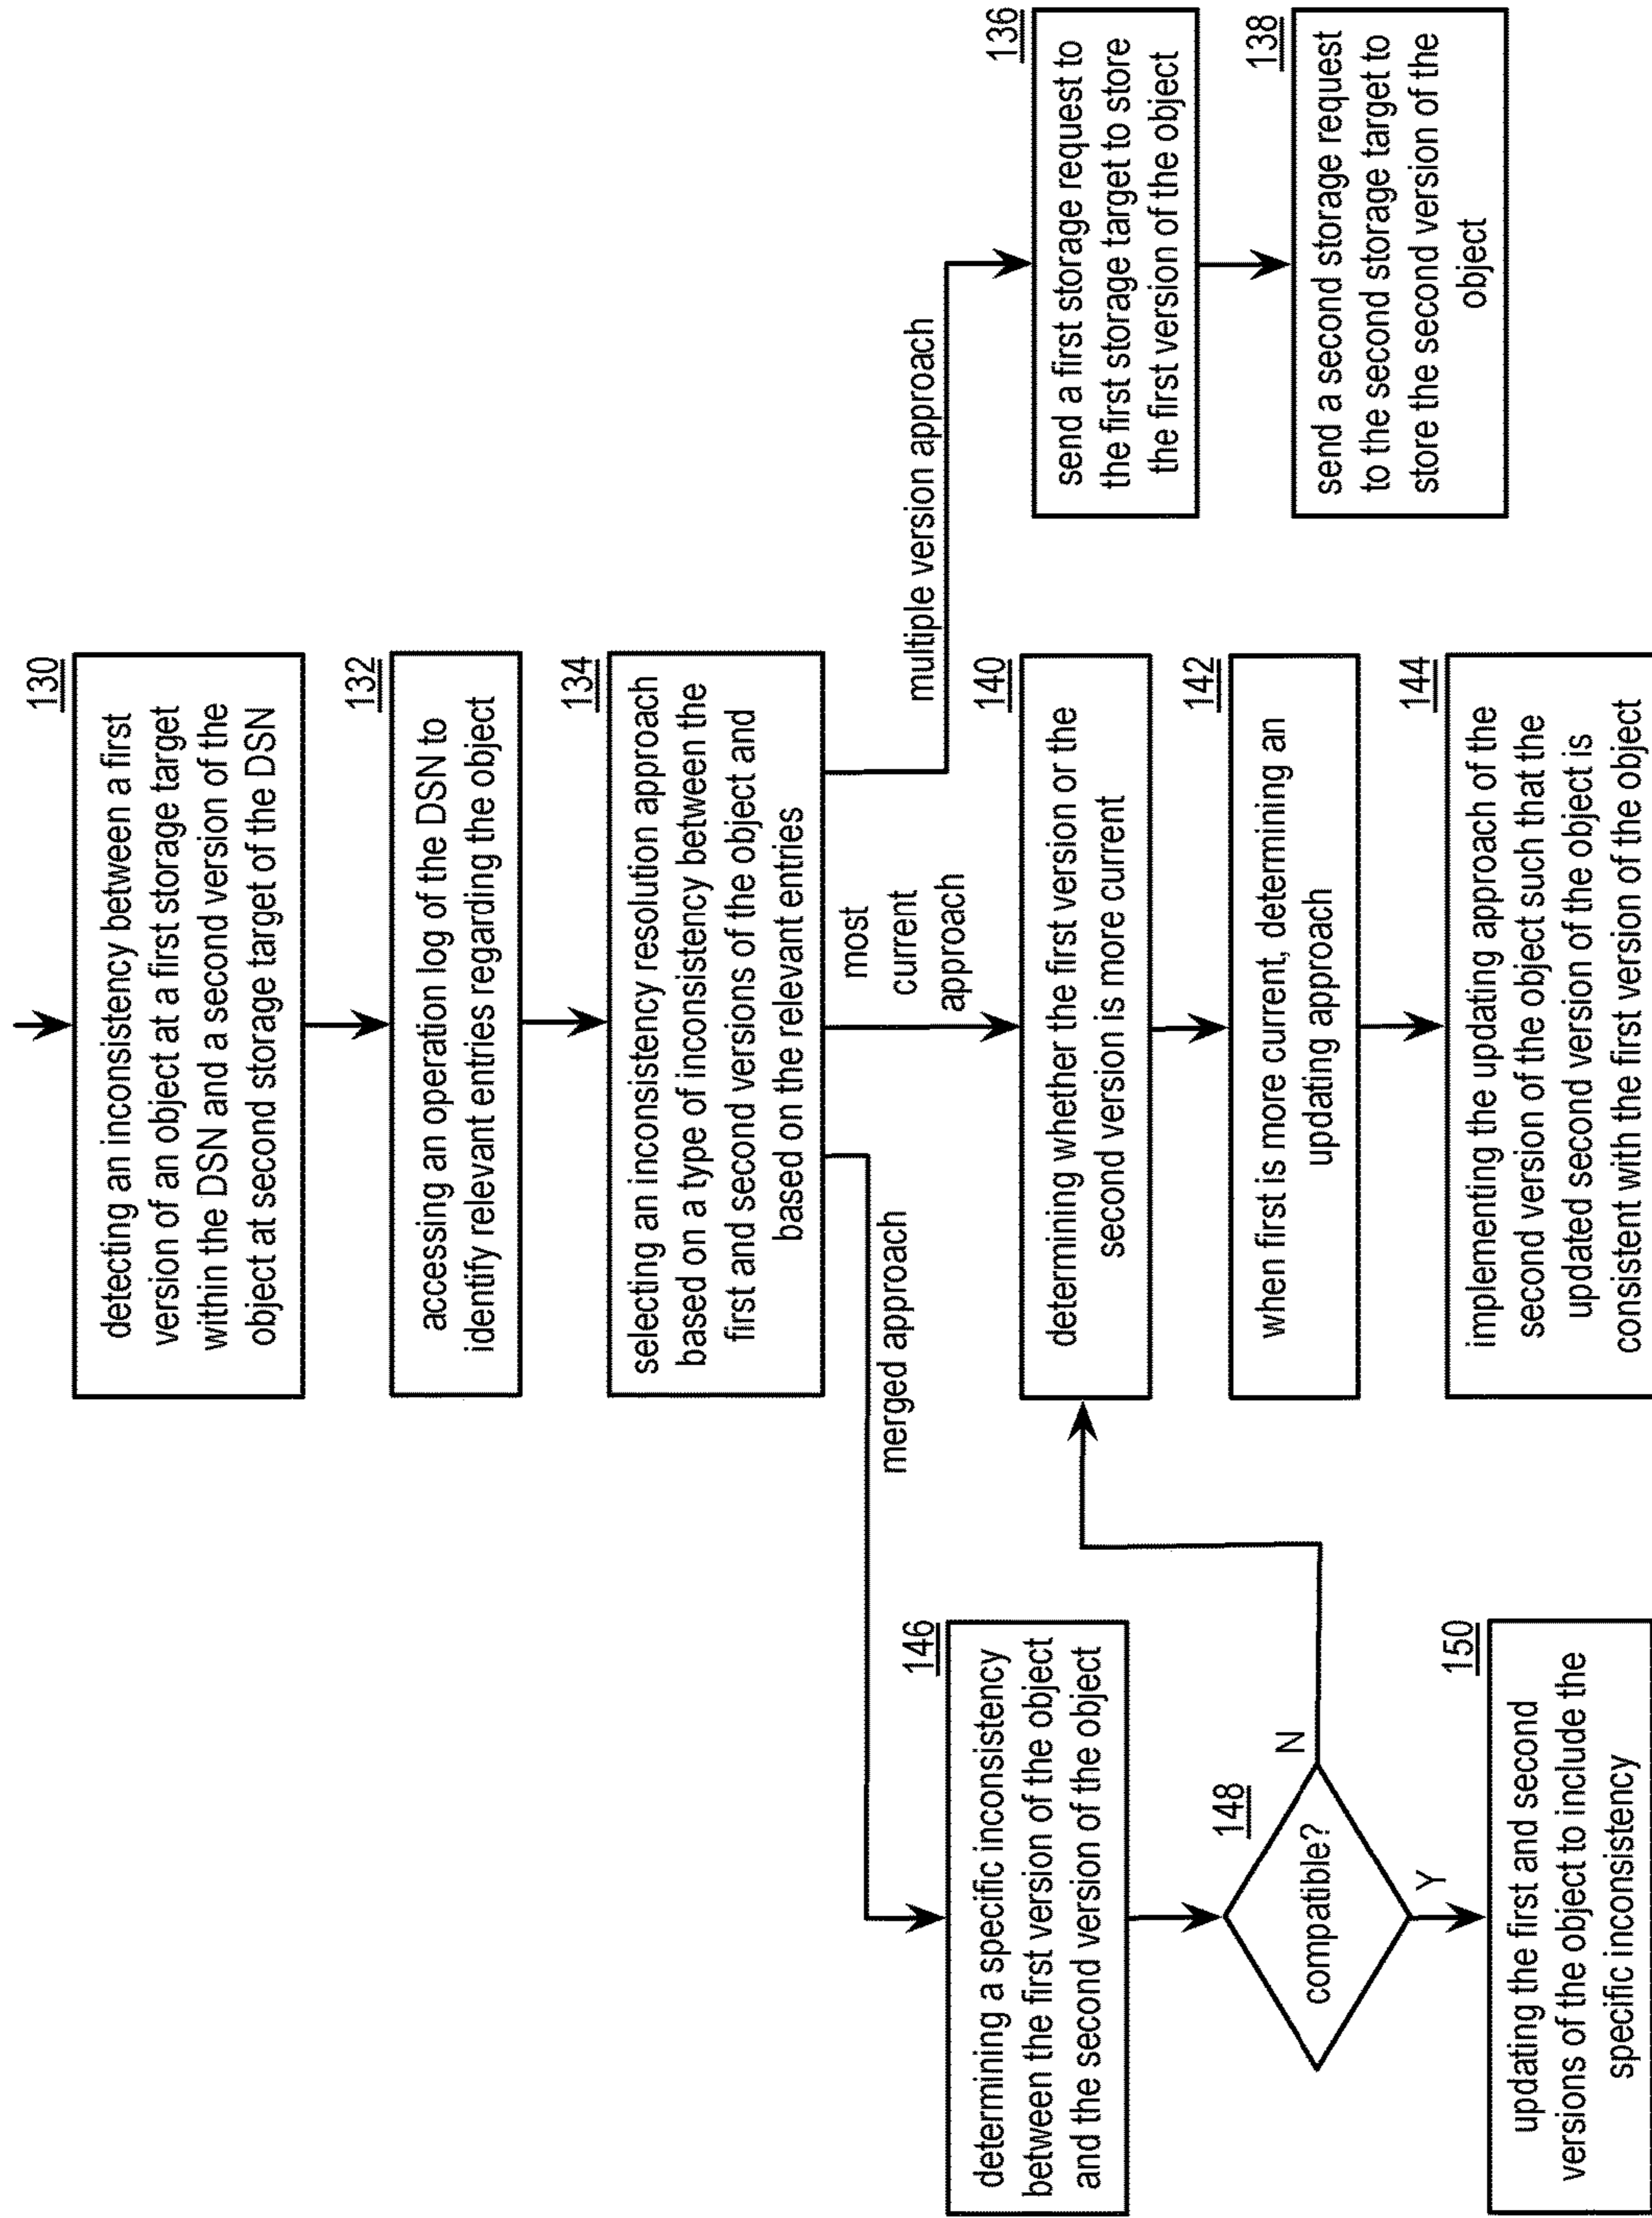 130
detecting an inconsistency between a first
version of an object at a first storage target
within the DSN and a second version of the
object at second storage target of the DSN
132
accessing an operation log of the DSN to
identify relevant entries regarding the object
134
selecting an inconsistency resolution approach
based on a type of inconsistency between the
first and second versions of the object and
based on the relevant entries
merged approach
most
current
approach
multiple version approach
146
determining a specific inconsistency
between the first version of the object
and the second version of the object
148
compatible?
N
Y
150
updating the first and second
versions of the object to include the
specific inconsistency
140
determining whether the first version or the
second version is more current
142
when first is more current, determining an
updating approach
144
implementing the updating approach of the
second version of the object such that the
updated second version of the object is
consistent with the first version of the object
136
send a first storage request to
the first storage target to store
the first version of the object
138
send a second storage request
to the second storage target to
store the second version of the
object